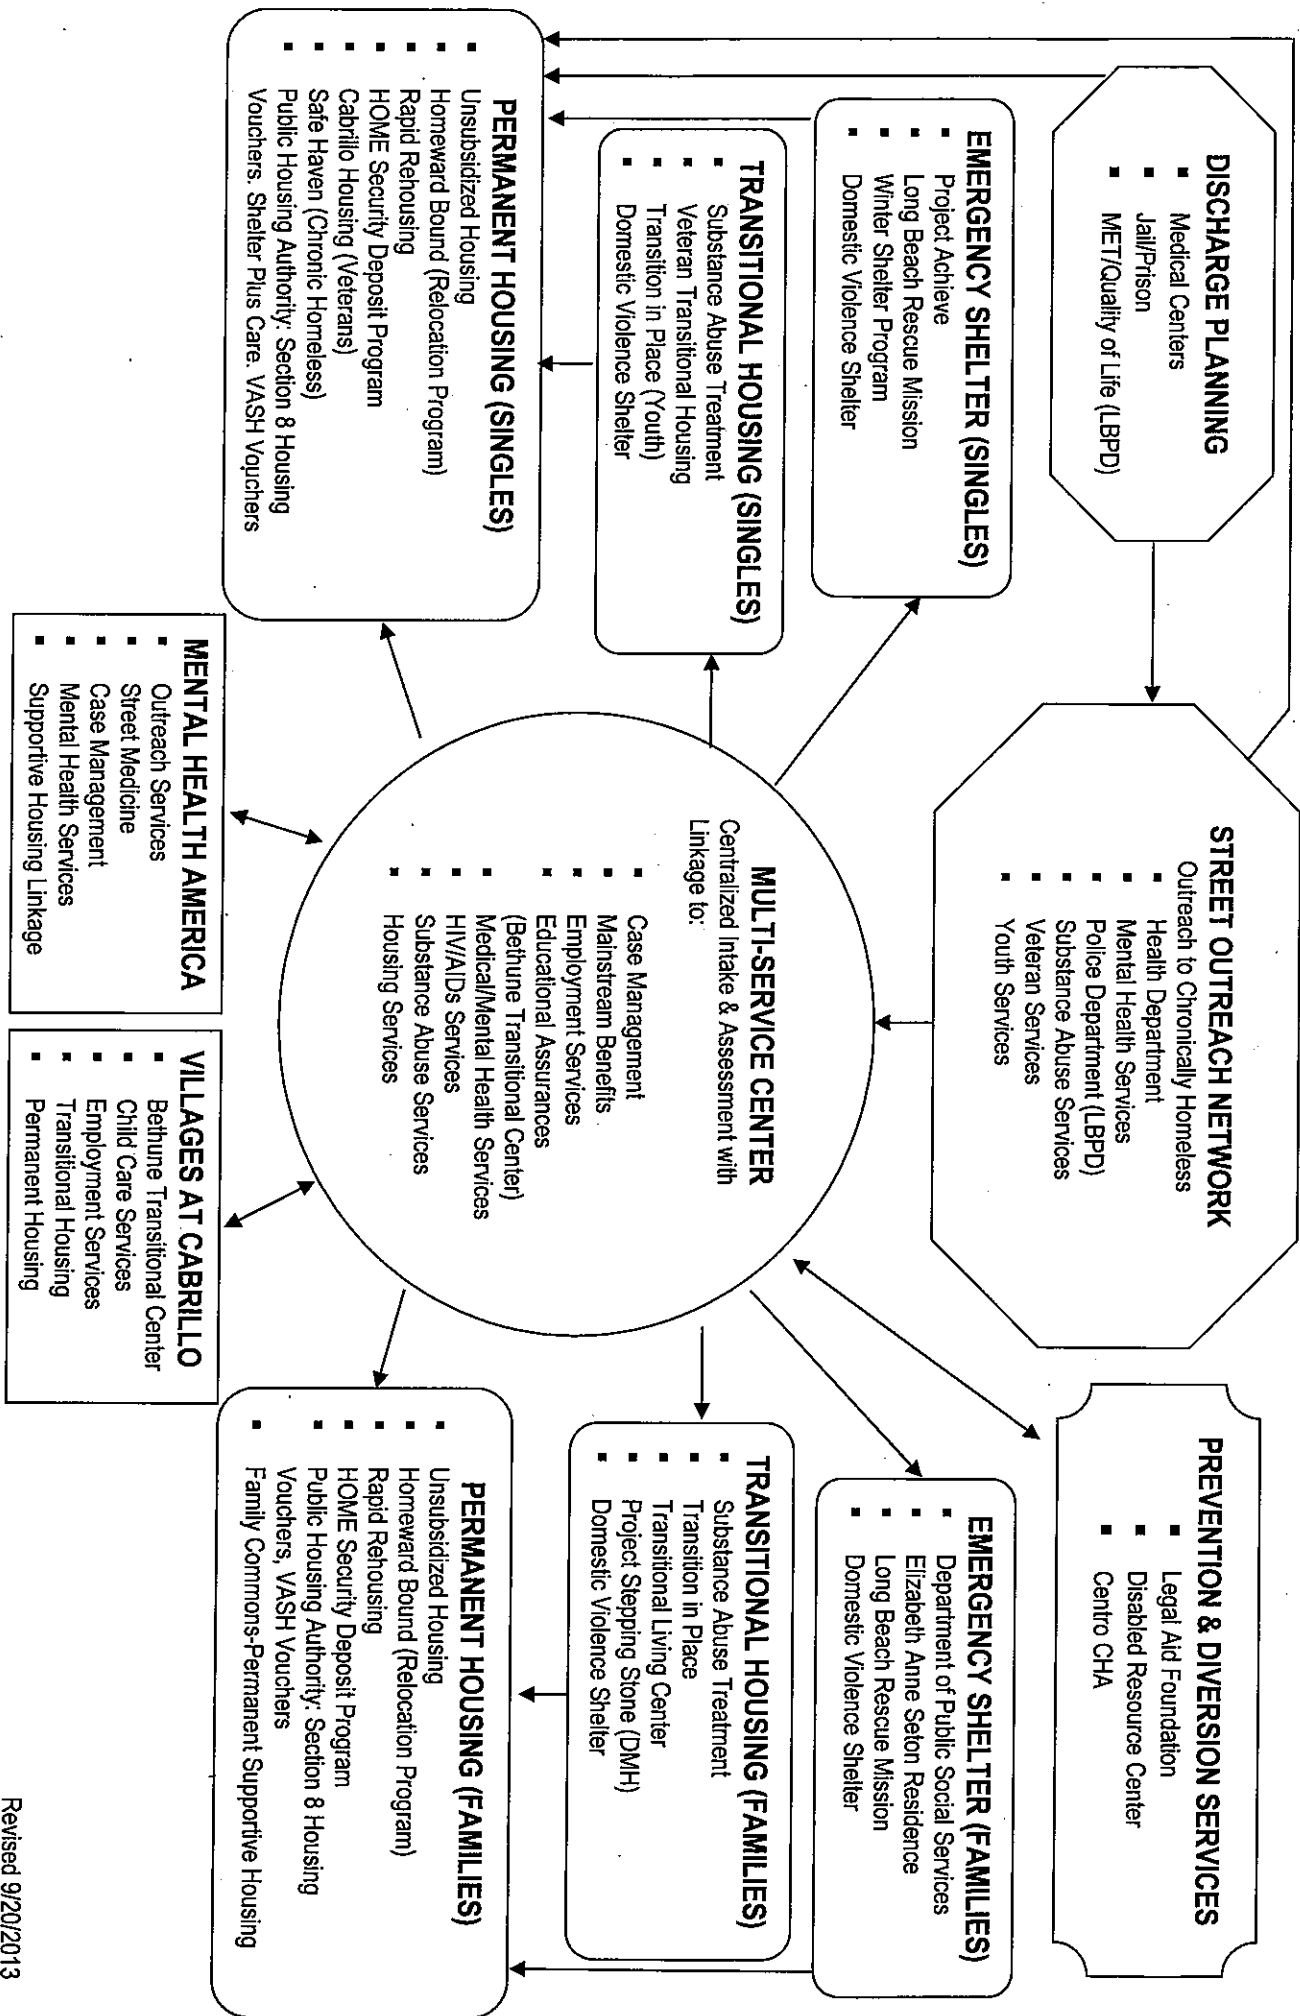 DISCHARGE PLANNING
▪ Medical Centers
▪ Jail/Prison
▪ MET/Quality of Life (LBPD)
STREET OUTREACH NETWORK
Outreach to Chronically Homeless
▪ Health Department
▪ Mental Health Services
▪ Police Department (LBPD)
▪ Substance Abuse Services
▪ Veteran Services
▪ Youth Services
PREVENTION & DIVERSION SERVICES
▪ Legal Aid Foundation
▪ Disabled Resource Center
▪ Centro CHA
EMERGENCY SHELTER (SINGLES)
▪ Project Achieve
▪ Long Beach Rescue Mission
▪ Winter Shelter Program
▪ Domestic Violence Shelter
TRANSITIONAL HOUSING (SINGLES)
▪ Substance Abuse Treatment
▪ Veteran Transitional Housing
▪ Transition in Place (Youth)
▪ Domestic Violence Shelter
PERMANENT HOUSING (SINGLES)
▪ Unsubsidized Housing
▪ Homeward Bound (Relocation Program)
▪ Rapid Rehousing
▪ HOME Security Deposit Program
▪ Cabrillo Housing (Veterans)
▪ Safe Haven (Chronic Homeless)
▪ Public Housing Authority: Section 8 Housing
Vouchers. Shelter Plus Care. VASH Vouchers
MULTI-SERVICE CENTER
Centralized Intake & Assessment with
Linkage to:
▪ Case Management
▪ Mainstream Benefits
▪ Employment Services
▪ Educational Assurances
(Bethune Transitional Center)
▪ Medical/Mental Health Services
▪ HIV/AIDs Services
▪ Substance Abuse Services
▪ Housing Services
EMERGENCY SHELTER (FAMILIES)
▪ Department of Public Social Services
▪ Elizabeth Anne Seton Residence
▪ Long Beach Rescue Mission
▪ Domestic Violence Shelter
TRANSITIONAL HOUSING (FAMILIES)
▪ Substance Abuse Treatment
▪ Transition in Place
▪ Transitional Living Center
▪ Project Stepping Stone (DMH)
▪ Domestic Violence Shelter
PERMANENT HOUSING (FAMILIES)
▪ Unsubsidized Housing
▪ Homeward Bound (Relocation Program)
▪ Rapid Rehousing
▪ HOME Security Deposit Program
▪ Public Housing Authority: Section 8 Housing
Vouchers, VASH Vouchers
▪ Family Commons-Permanent Supportive Housing
MENTAL HEALTH AMERICA
▪ Outreach Services
▪ Street Medicine
▪ Case Management
▪ Mental Health Services
▪ Supportive Housing Linkage
VILLAGES AT CABRILLO
▪ Bethune Transitional Center
▪ Child Care Services
▪ Employment Services
▪ Transitional Housing
▪ Permanent Housing
Revised 9/20/2013